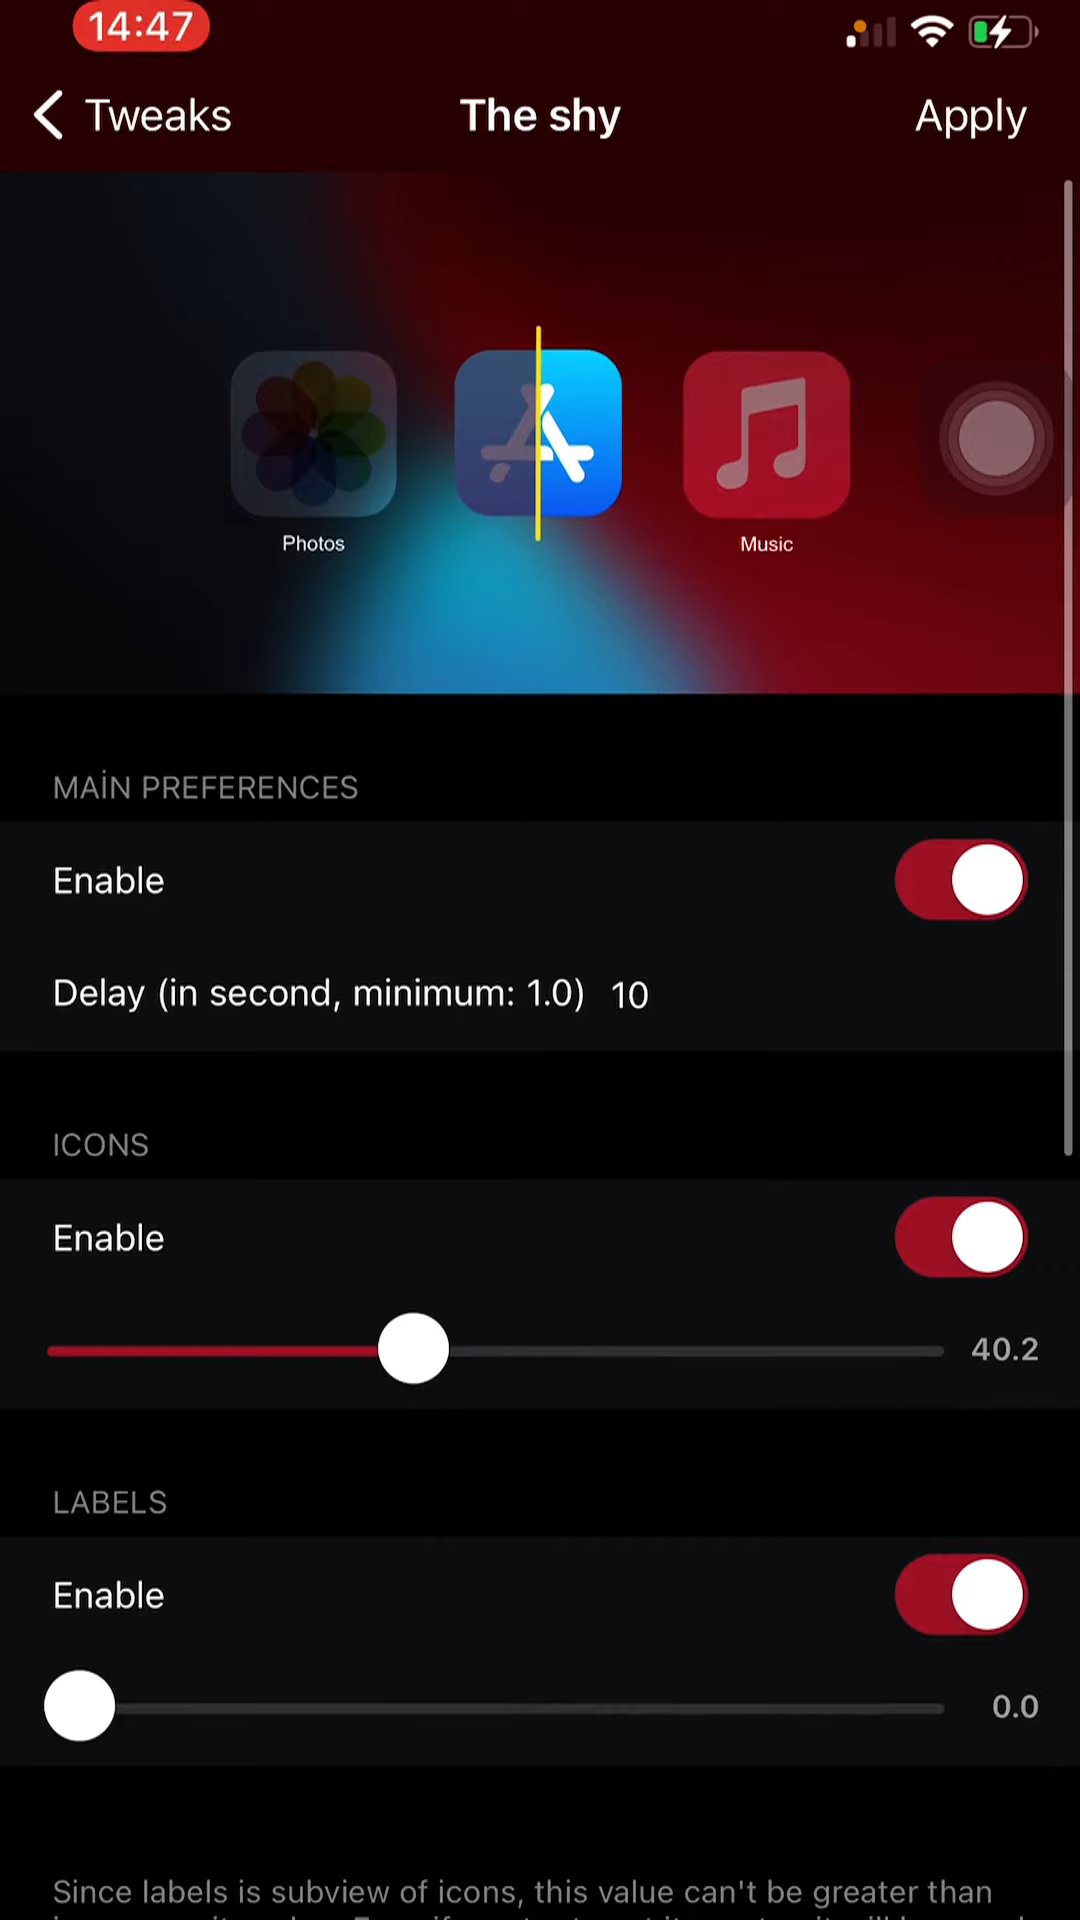 14:47
Tweaks
The shy
Apply
Photos
Music
MAİN PREFERENCES
Enable
Delay (in second, minimum: 1.0) 10
ICONS
Enable
40.2
LABELS
Enable
0.0
Since labels is subview of icons, this value can't be greater than